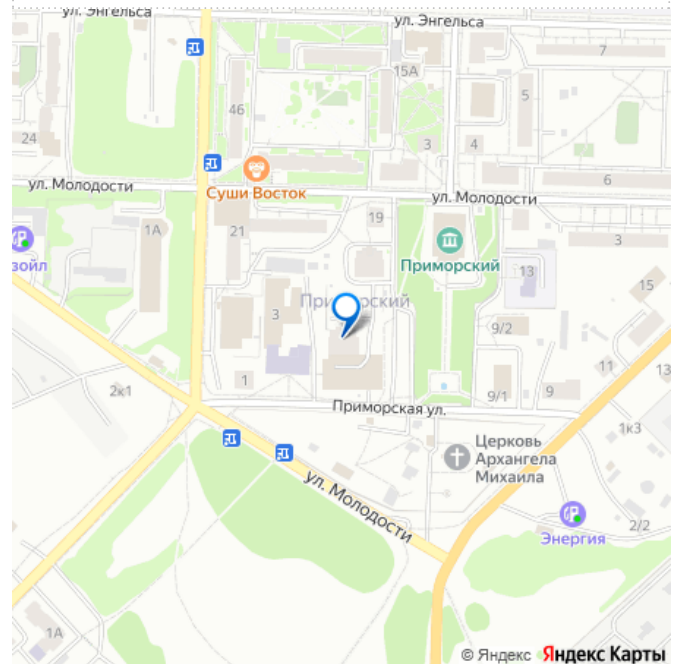 ул. Энгельса
ул. Энгельса
7
15А
46
5
24
3
4
Суши Восток
ул. Молодости
ул. Молодости
6
19
1А
21
3
зойл
Приморский
13
15
Приморский
3
9/2
11
13
2к1
1
9/1
9
Приморская ул.
1к3
Церковь
Архангела
Михаила
ул. Молодости
Энергия
2/2
1А
© Яндекс Яндекс Карты